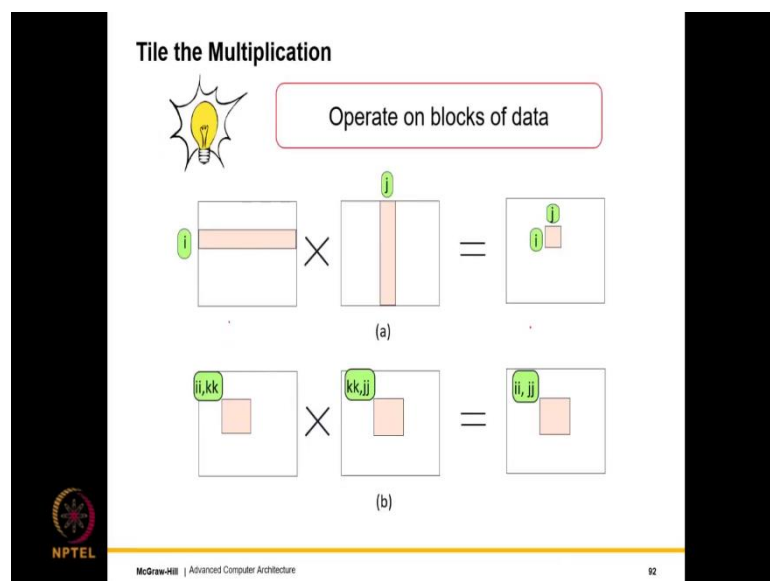 Tile the Multiplication
Operate on blocks of data
j
i
j
i
(a)
ii,kk
kk,jj
ii, jj
(b)
NPTEL
McGraw-Hill | Advanced Computer Architecture
92